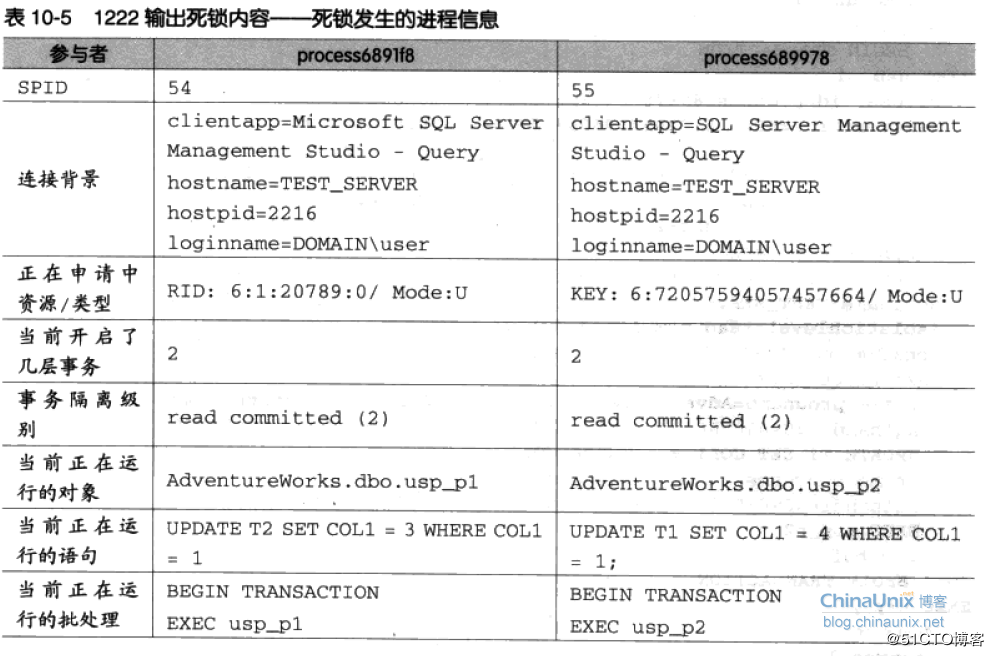 表 10-5 1222 输出死锁内容——死锁发生的进程信息
参与者 process6891f8 process689978
SPID 54 55
连接背景
clientapp=Microsoft SQL Server
Management Studio - Query
hostname=TEST_SERVER
hostpid=2216
loginname=DOMAIN\user
clientapp=SQL Server Management
Studio - Query
hostname=TEST_SERVER
hostpid=2216
loginname=DOMAIN\user
正在申请中
资源/类型
RID: 6:1:20789:0/ Mode:U
KEY: 6:72057594057457664/ Mode:U
当前开启了
几层事务
2
2
事务隔离级
别
read committed (2)
read committed (2)
当前正在运
行的对象
AdventureWorks.dbo.usp_p1
AdventureWorks.dbo.usp_p2
当前正在运
行的语句
UPDATE T2 SET COL1 = 3 WHERE COL1
= 1
UPDATE T1 SET COL1 = 4 WHERE COL1
= 1;
当前正在运
行的批处理
BEGIN TRANSACTION
EXEC usp_p1
BEGIN TRANSACTION
EXEC usp_p2
ChinaUnix.net 博客
blog.chinaunix.net
@51CTO博客